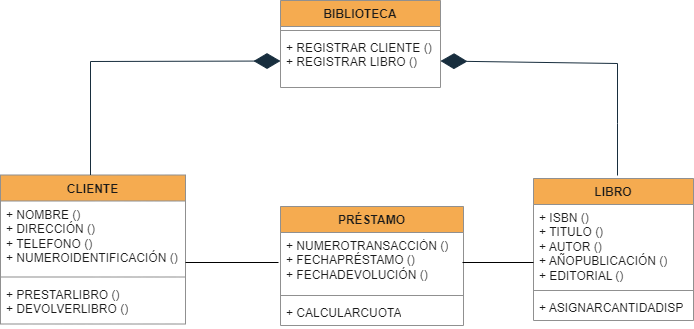 BIBLIOTECA
+ REGISTRAR CLIENTE ()
+ REGISTRAR LIBRO ()
CLIENTE
+ NOMBRE ()
+ DIRECCIÓN ()
+ TELEFONO ()
+ NUMEROIDENTIFICACIÓN ()
+ PRESTARLIBRO ()
+ DEVOLVERLIBRO ()
PRÉSTAMO
+ NUMEROTRANSACCIÓN ()
+ FECHAPRÉSTAMO ()
+ FECHADEVOLUCIÓN ()
+ CALCULARCUOTA
LIBRO
+ ISBN ()
+ TITULO ()
+ AUTOR ()
+ AÑOPUBLICACIÓN ()
+ EDITORIAL ()
+ ASIGNARCANTIDADISP